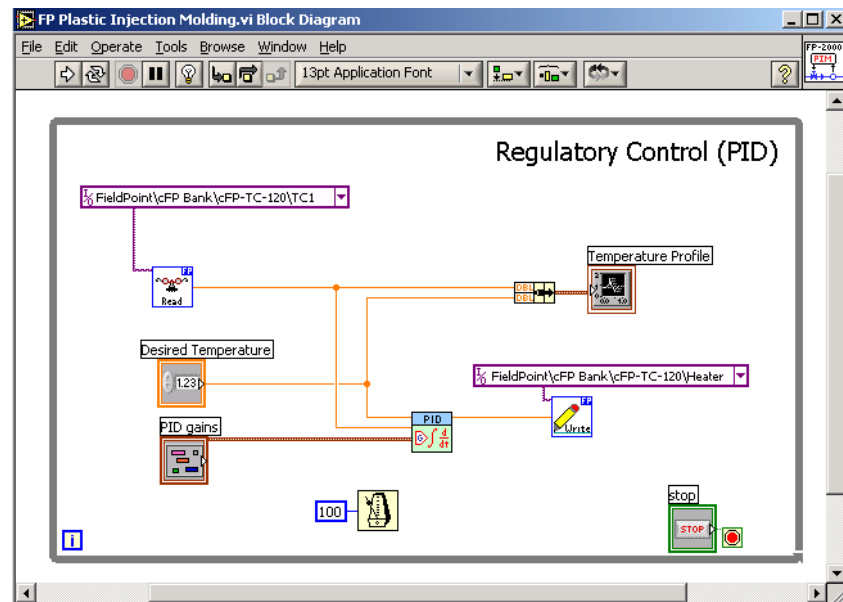 FP Plastic Injection Molding.vi Block Diagram
File Edit Operate Tools Browse Window Help
13pt Application Font
?
FP-2000
PIM
Regulatory Control (PID)
I/O FieldPoint\cFP Bank\cFP-TC-120\TC1
FP
Read
Temperature Profile
DBL
DBL
Desired Temperature
1.23
I/O FieldPoint\cFP Bank\cFP-TC-120\Heater
PID
FP
Write
PID gains
100
stop
STOP
i